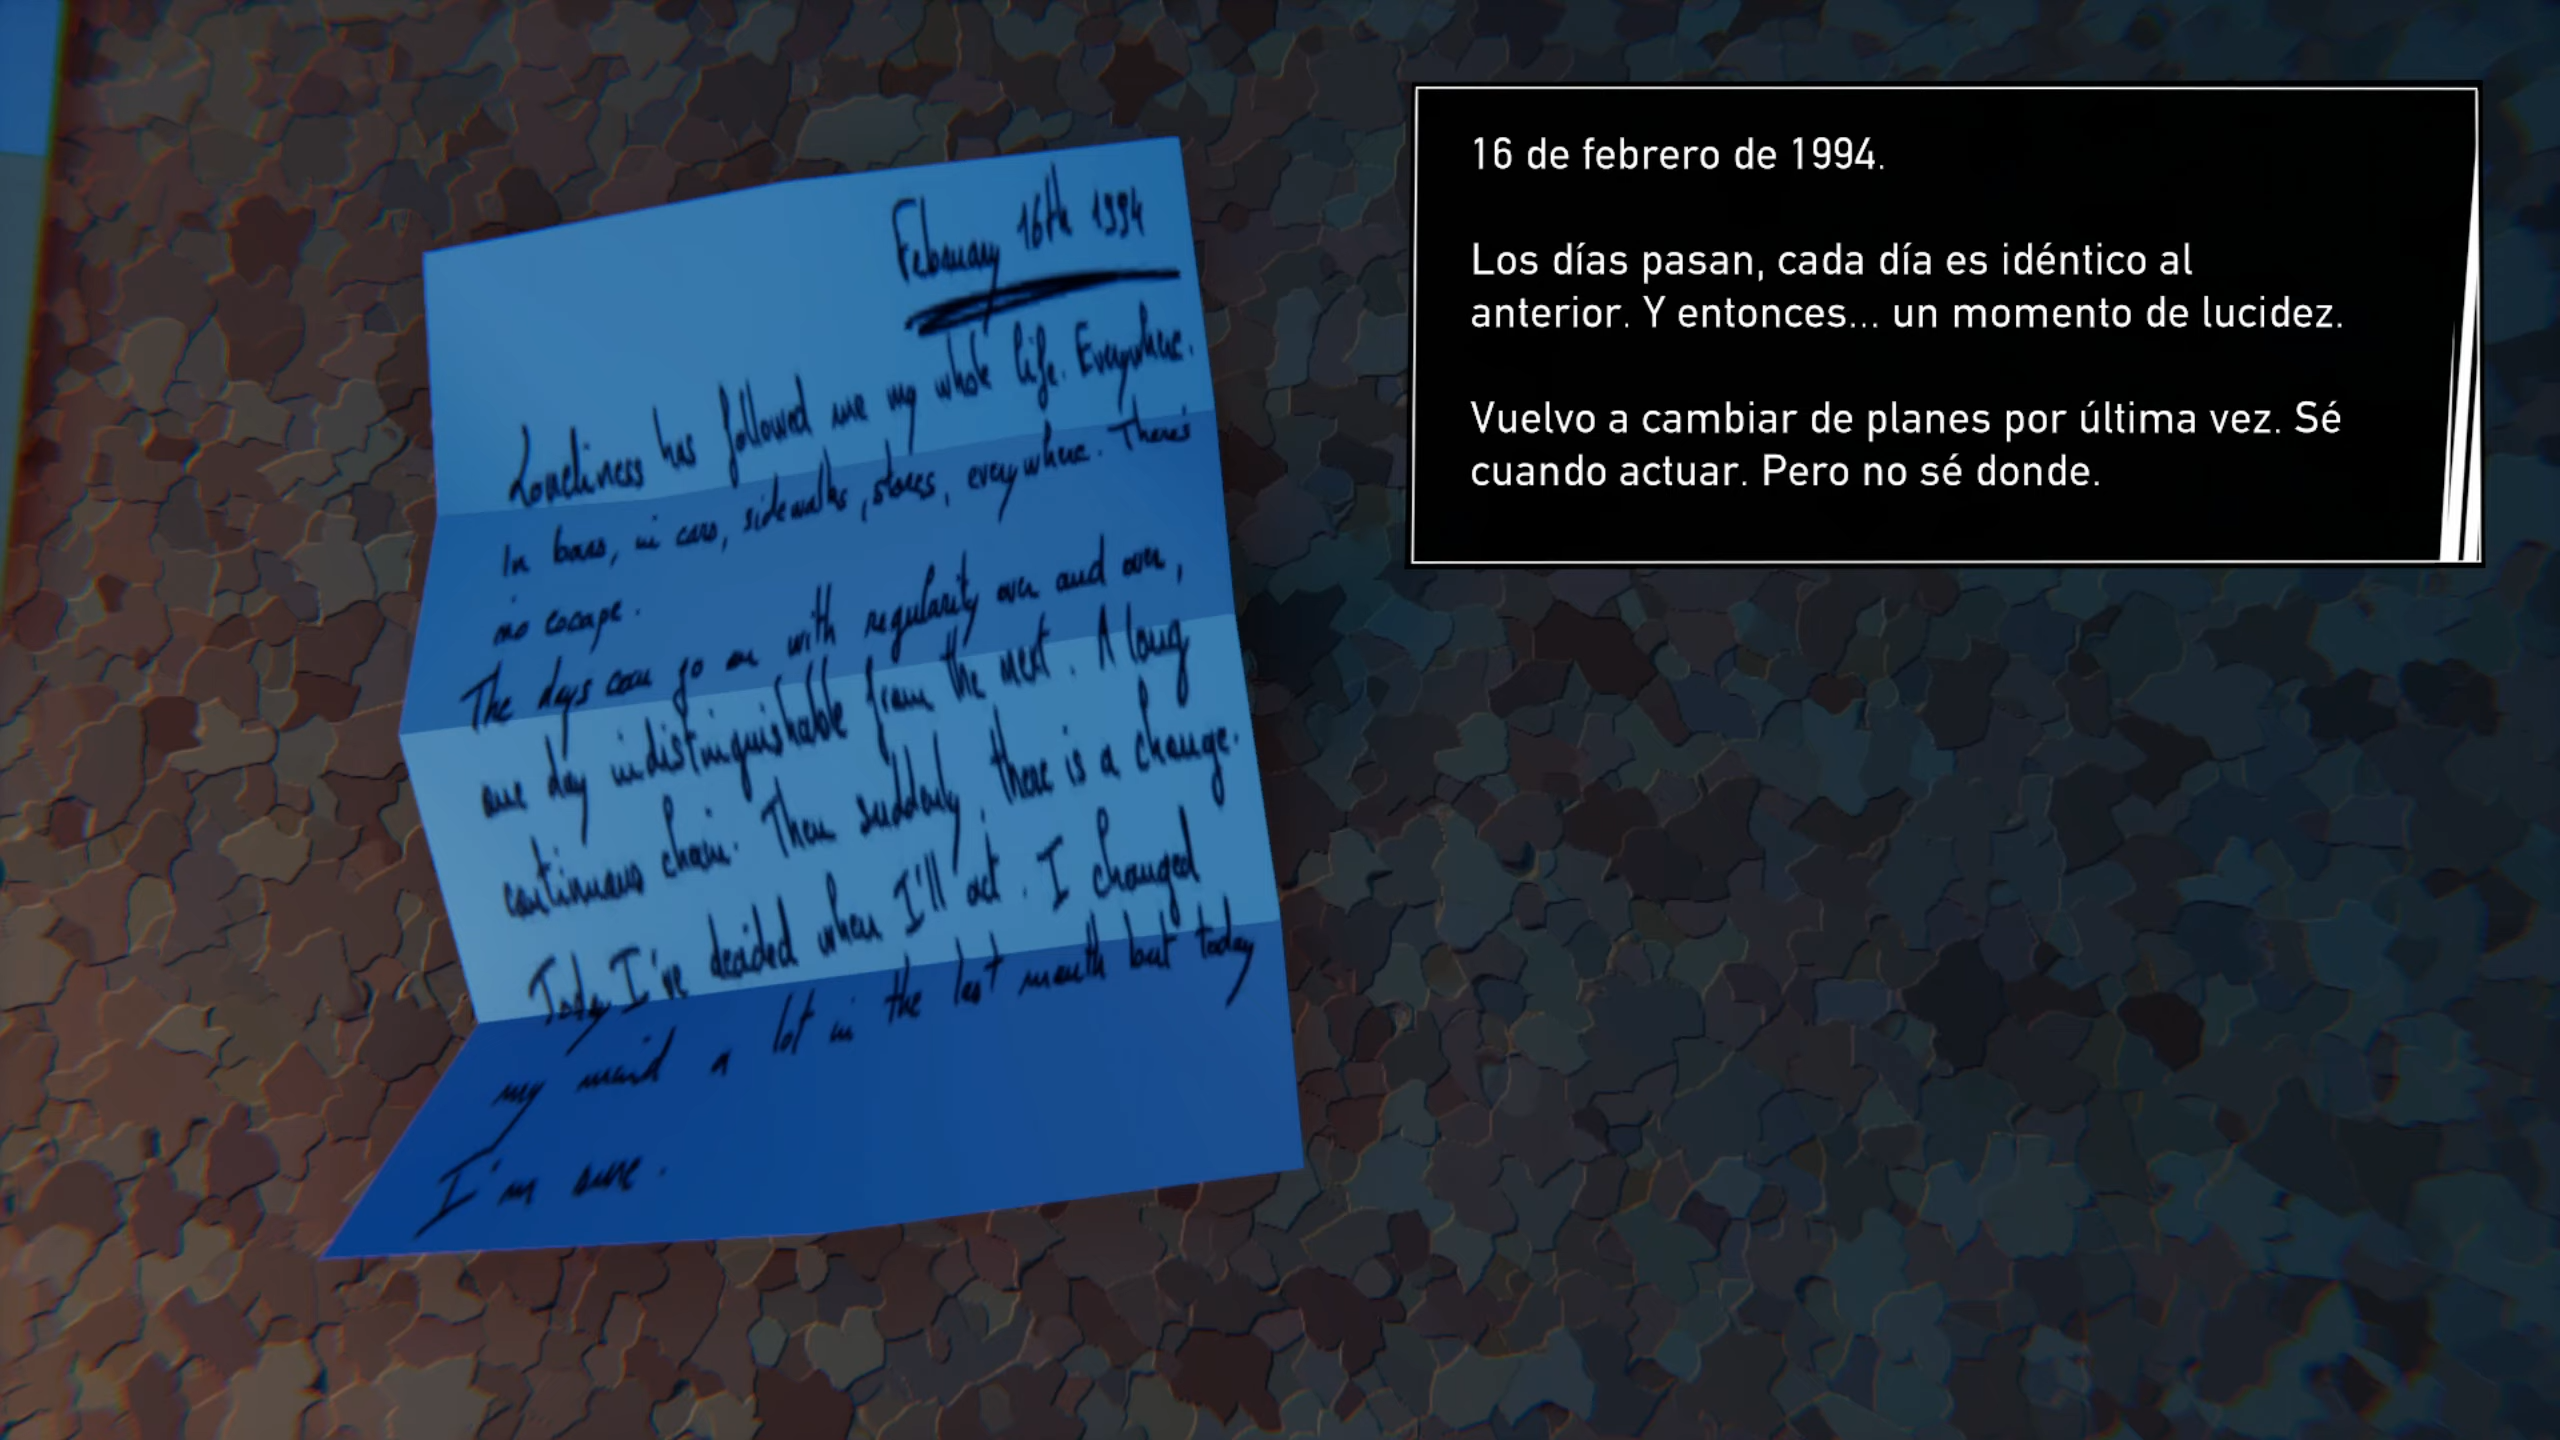 February 16th 1994
Loneliness has followed me my whole life. Everywhere.
In bars, in cars, sidewalks, stores, everywhere. There's
no escape.
The days can go on with regularity over and over,
one day indistinguishable from the next. A long
continuous chain. Then suddenly, there is a change.
Today I've decided when I'll act. I changed
my mind a lot in the last month but today
I'm sure.
16 de febrero de 1994.
Los días pasan, cada día es idéntico al
anterior. Y entonces... un momento de lucidez.
Vuelvo a cambiar de planes por última vez. Sé
cuando actuar. Pero no sé donde.